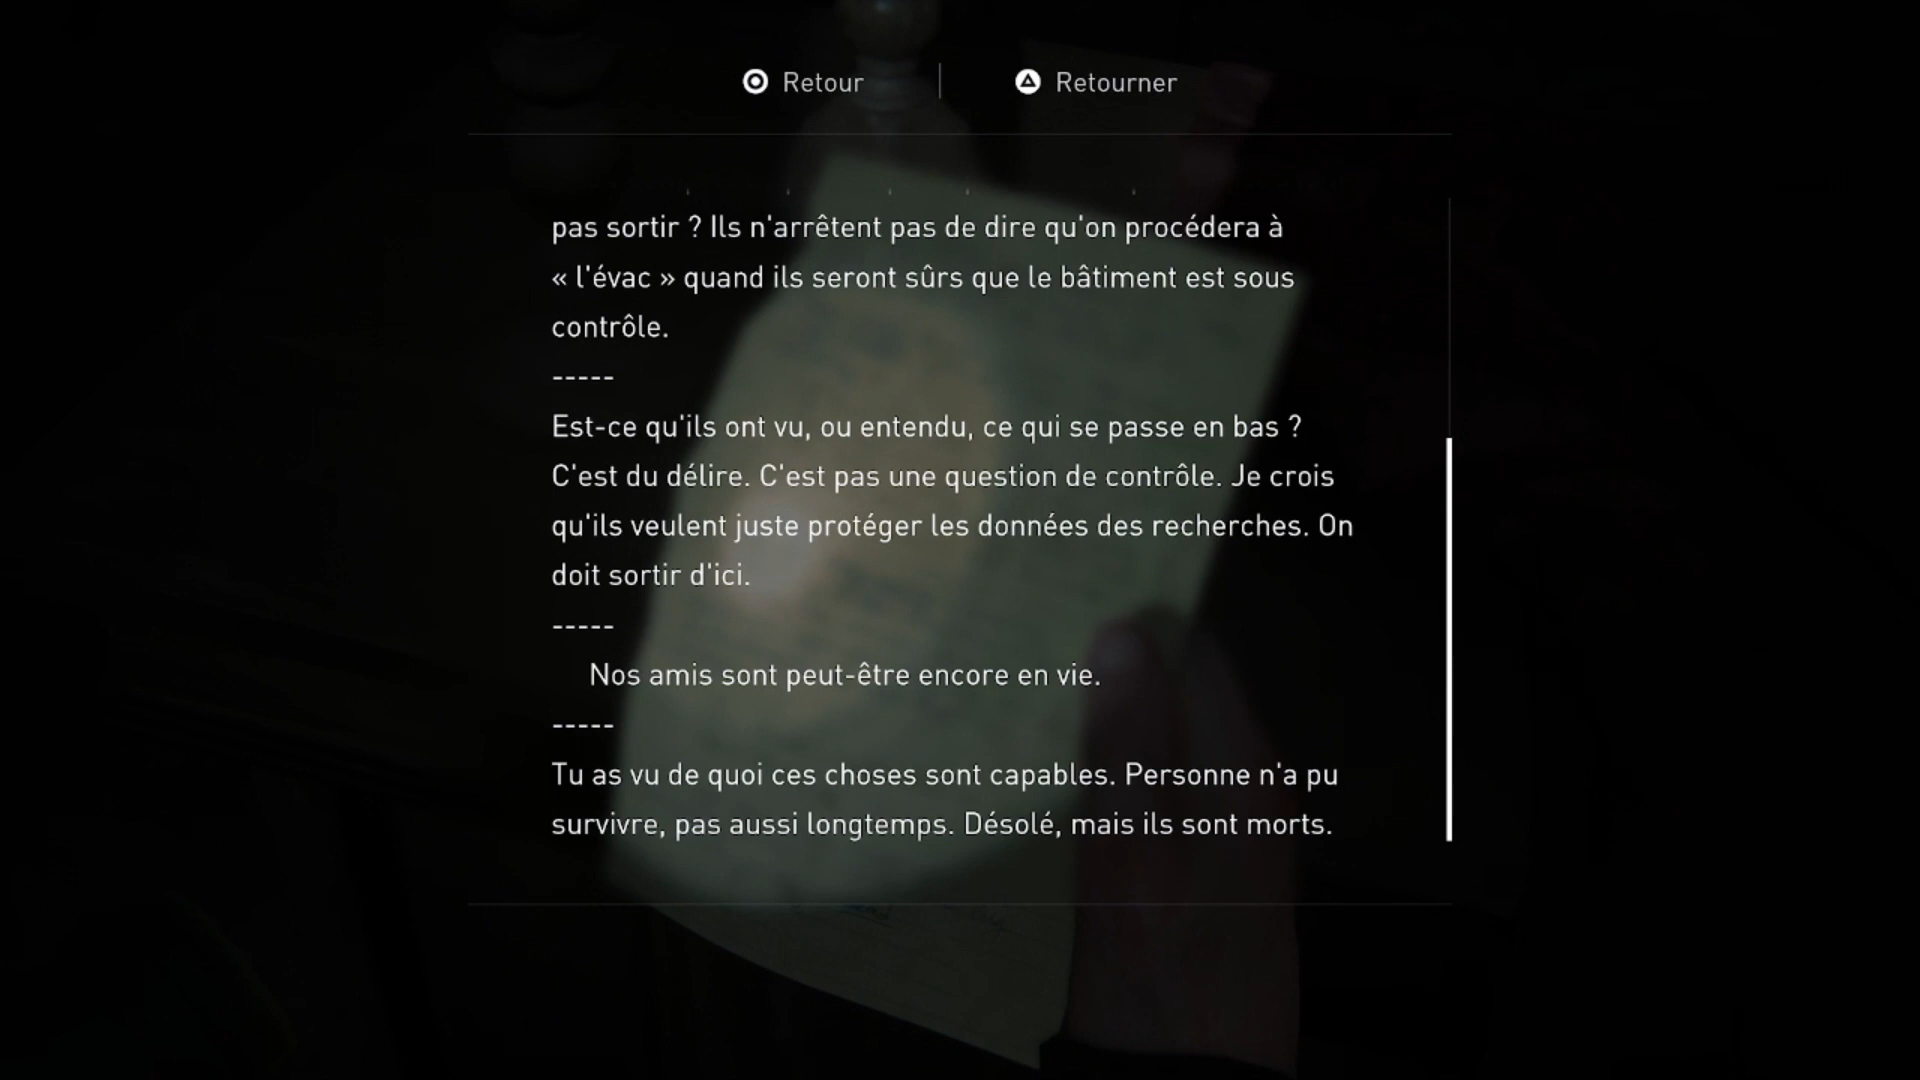 Retour
Retourner
pas sortir ? Ils n'arrêtent pas de dire qu'on procédera à
« l'évac » quand ils seront sûrs que le bâtiment est sous
contrôle.
-----
Est-ce qu'ils ont vu, ou entendu, ce qui se passe en bas ?
C'est du délire. C'est pas une question de contrôle. Je crois
qu'ils veulent juste protéger les données des recherches. On
doit sortir d'ici.
-----
Nos amis sont peut-être encore en vie.
-----
Tu as vu de quoi ces choses sont capables. Personne n'a pu
survivre, pas aussi longtemps. Désolé, mais ils sont morts.